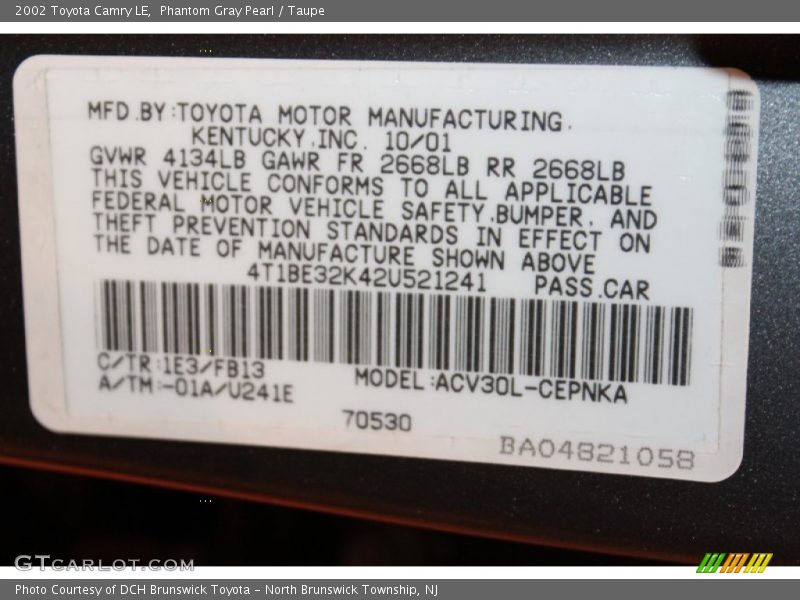 2002 Toyota Camry LE,  Phantom Gray Pearl / Taupe
MFD.BY:TOYOTA MOTOR MANUFACTURING,
KENTUCKY,INC. 10/01
GVWR 4134LB GAWR FR 2668LB RR 2668LB
THIS VEHICLE CONFORMS TO ALL APPLICABLE
FEDERAL MOTOR VEHICLE SAFETY,BUMPER, AND
THEFT PREVENTION STANDARDS IN EFFECT ON
THE DATE OF MANUFACTURE SHOWN ABOVE
4T1BE32K42U521241 PASS.CAR
C/TR:1E3/FB13
A/TM:-01A/U241E MODEL:ACV30L-CEPNKA
70530
BA04821058
GTCARLOT.COM
Photo Courtesy of DCH Brunswick Toyota - North Brunswick Township, NJ